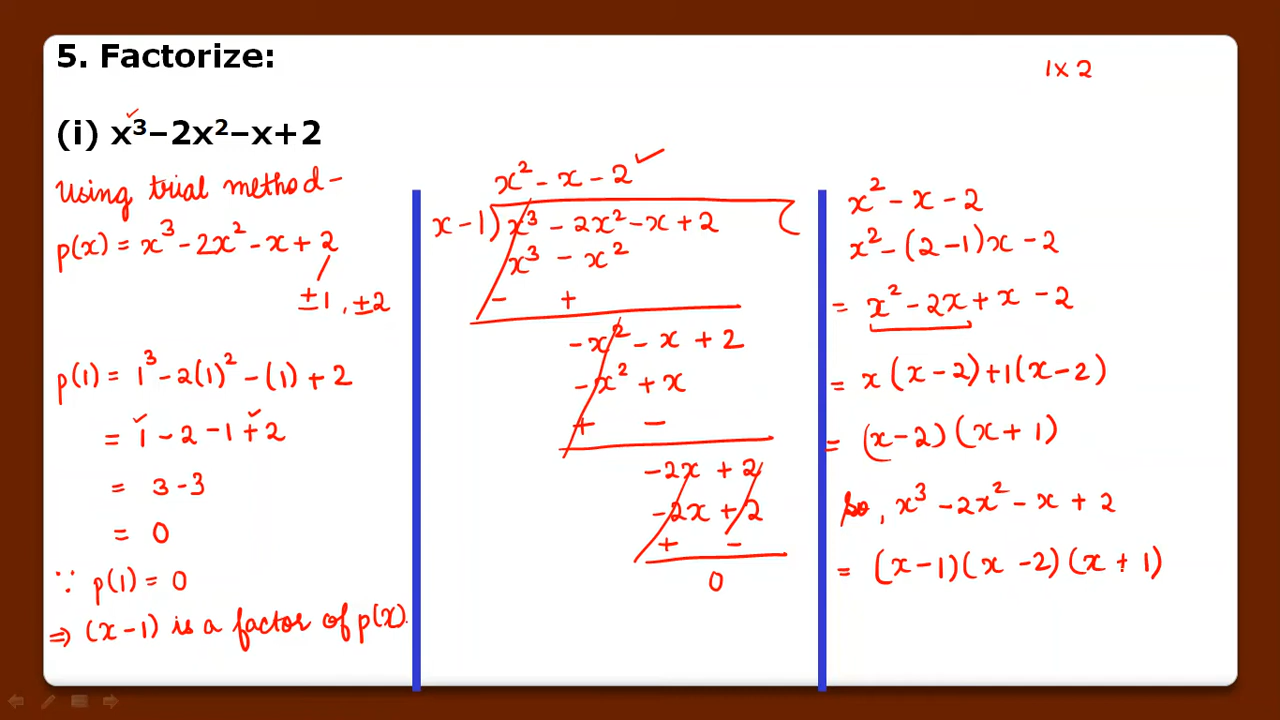 5. Factorize:
1 x 2
(i) x³–2x²–x+2
Using trial method-
p(x) = x³ - 2x² - x + 2
±1, ±2
p(1) = 1³ - 2(1)² - (1) + 2
= 1 - 2 - 1 + 2
= 3 - 3
= 0
∵ p(1) = 0
⇒ (x - 1) is a factor of p(x).
x² - x - 2
x - 1) x³ - 2x² - x + 2 (
x³ - x²
- +
-x² - x + 2
-x² + x
+ -
-2x + 2
-2x + 2
+ -
0
x² - x - 2
x² - (2 - 1)x - 2
= x² - 2x + x - 2
= x(x - 2) + 1(x - 2)
= (x - 2)(x + 1)
So, x³ - 2x² - x + 2
= (x - 1)(x - 2)(x + 1)